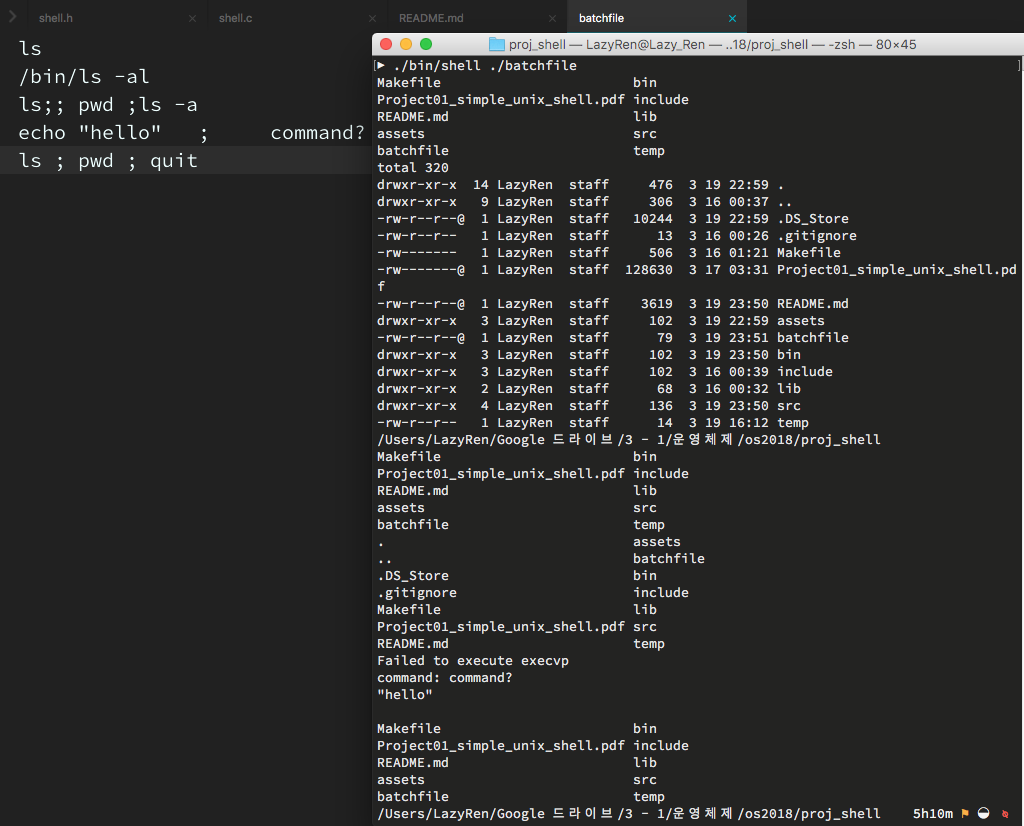 shell.h
shell.c
README.md
batchfile
ls
/bin/ls -al
ls;; pwd ;ls -a
echo "hello"   ;     command?
ls ; pwd ; quit
proj_shell — LazyRen@Lazy_Ren — ..18/proj_shell — -zsh — 80×45
[▶ ./bin/shell ./batchfile ]
Makefile                        bin
Project01_simple_unix_shell.pdf include
README.md                       lib
assets                          src
batchfile                       temp
total 320
drwxr-xr-x  14 LazyRen  staff     476  3 19 22:59 .
drwxr-xr-x   9 LazyRen  staff     306  3 16 00:37 ..
-rw-r--r--@  1 LazyRen  staff   10244  3 19 22:59 .DS_Store
-rw-r--r--   1 LazyRen  staff      13  3 16 00:26 .gitignore
-rw-------   1 LazyRen  staff     506  3 16 01:21 Makefile
-rw-------@  1 LazyRen  staff  128630  3 17 03:31 Project01_simple_unix_shell.pd
f
-rw-r--r--@  1 LazyRen  staff    3619  3 19 23:50 README.md
drwxr-xr-x   3 LazyRen  staff     102  3 19 22:59 assets
-rw-r--r--@  1 LazyRen  staff      79  3 19 23:51 batchfile
drwxr-xr-x   3 LazyRen  staff     102  3 19 23:50 bin
drwxr-xr-x   3 LazyRen  staff     102  3 16 00:39 include
drwxr-xr-x   2 LazyRen  staff      68  3 16 00:32 lib
drwxr-xr-x   4 LazyRen  staff     136  3 19 23:50 src
-rw-r--r--   1 LazyRen  staff      14  3 19 16:12 temp
/Users/LazyRen/Google 드라이브/3 - 1/운영체제/os2018/proj_shell
Makefile                        bin
Project01_simple_unix_shell.pdf include
README.md                       lib
assets                          src
batchfile                       temp
.                               assets
..                              batchfile
.DS_Store                       bin
.gitignore                      include
Makefile                        lib
Project01_simple_unix_shell.pdf src
README.md                       temp
Failed to execute execvp
command: command?
"hello"
Makefile                        bin
Project01_simple_unix_shell.pdf include
README.md                       lib
assets                          src
batchfile                       temp
/Users/LazyRen/Google 드라이브/3 - 1/운영체제/os2018/proj_shell    5h10m